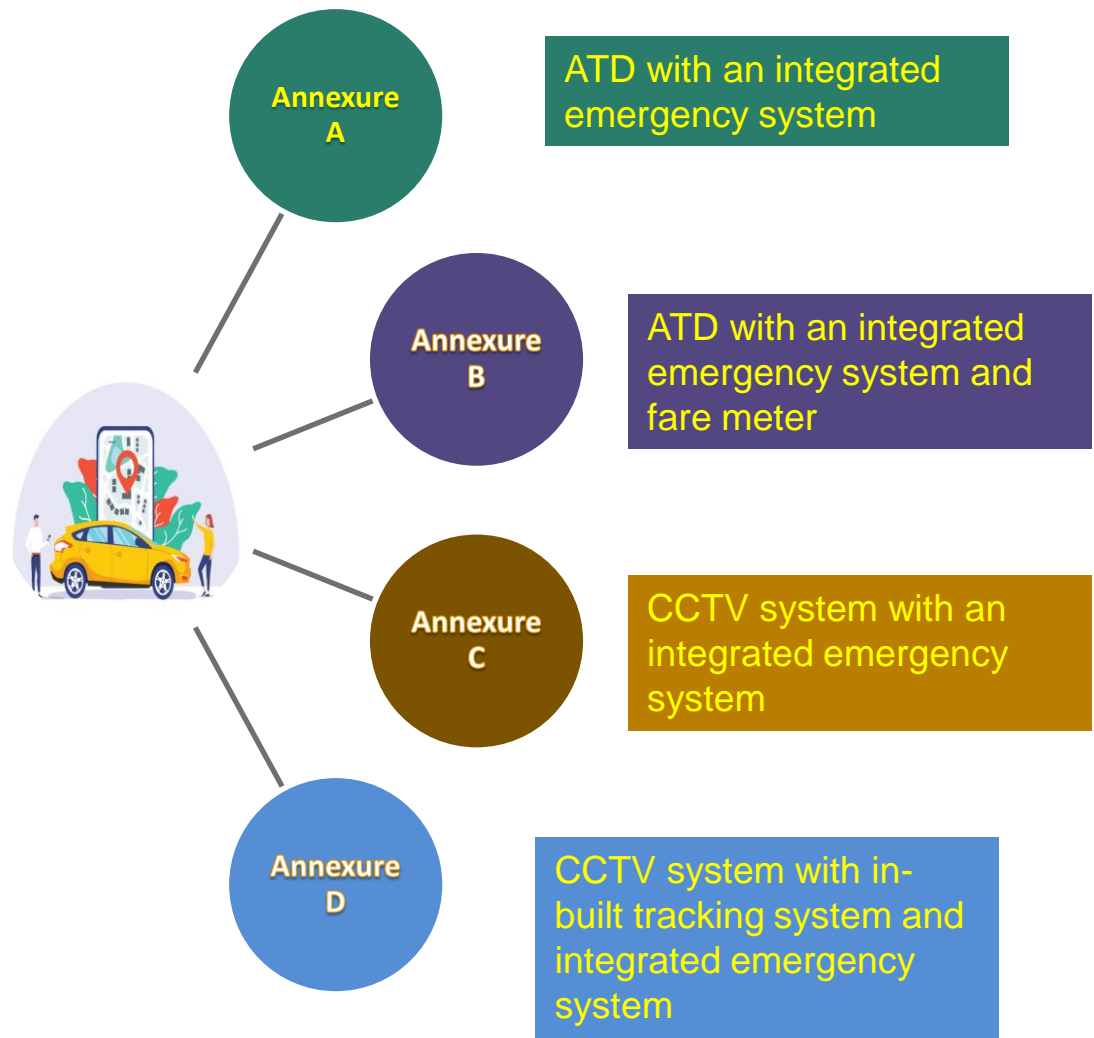 Annexure
A
ATD with an integrated
emergency system
Annexure
B
ATD with an integrated
emergency system and
fare meter
Annexure
C
CCTV system with an
integrated emergency
system
Annexure
D
CCTV system with in-
built tracking system and
integrated emergency
system